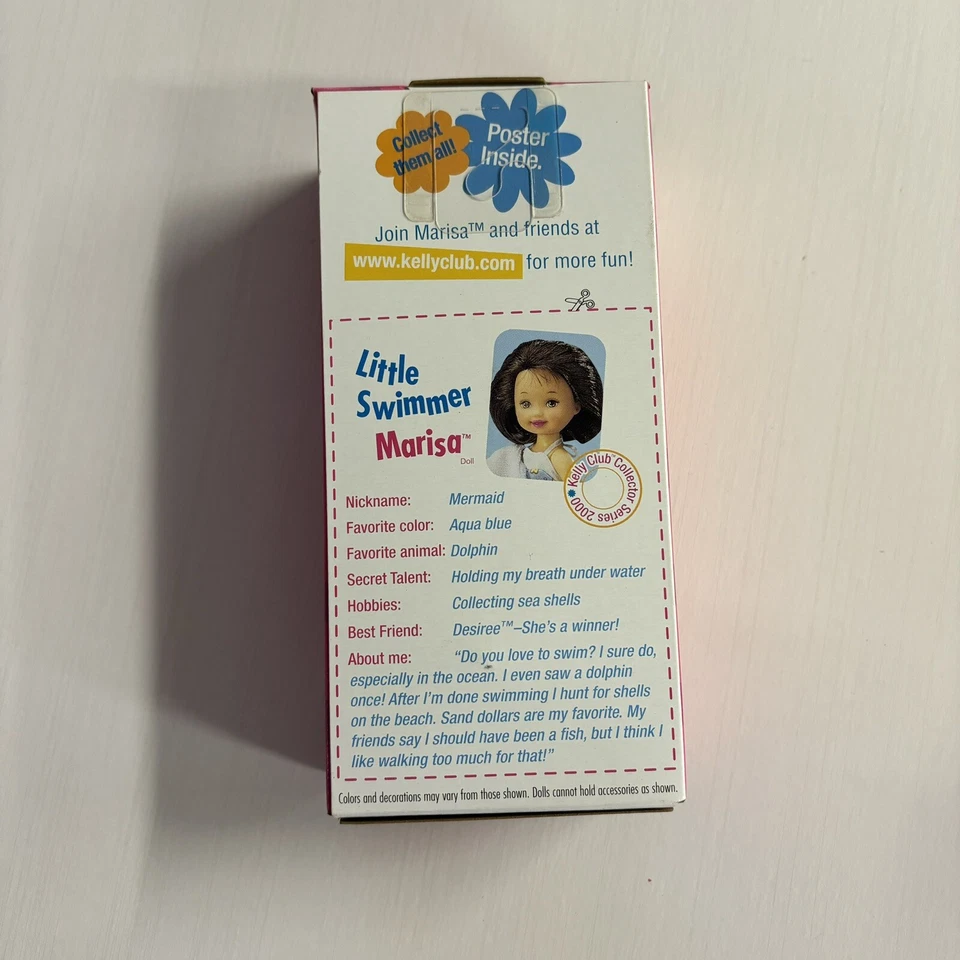 Collect
them all!
Poster
Inside.
Join Marisa™ and friends at
www.kellyclub.com for more fun!
Little
Swimmer
Marisa™
Doll
Kelly Club™ Collector Series 2000
Nickname: Mermaid
Favorite color: Aqua blue
Favorite animal: Dolphin
Secret Talent: Holding my breath under water
Hobbies: Collecting sea shells
Best Friend: Desiree™–She's a winner!
About me: "Do you love to swim? I sure do,
especially in the ocean. I even saw a dolphin
once! After I'm done swimming I hunt for shells
on the beach. Sand dollars are my favorite. My
friends say I should have been a fish, but I think I
like walking too much for that!"
Colors and decorations may vary from those shown. Dolls cannot hold accessories as shown.